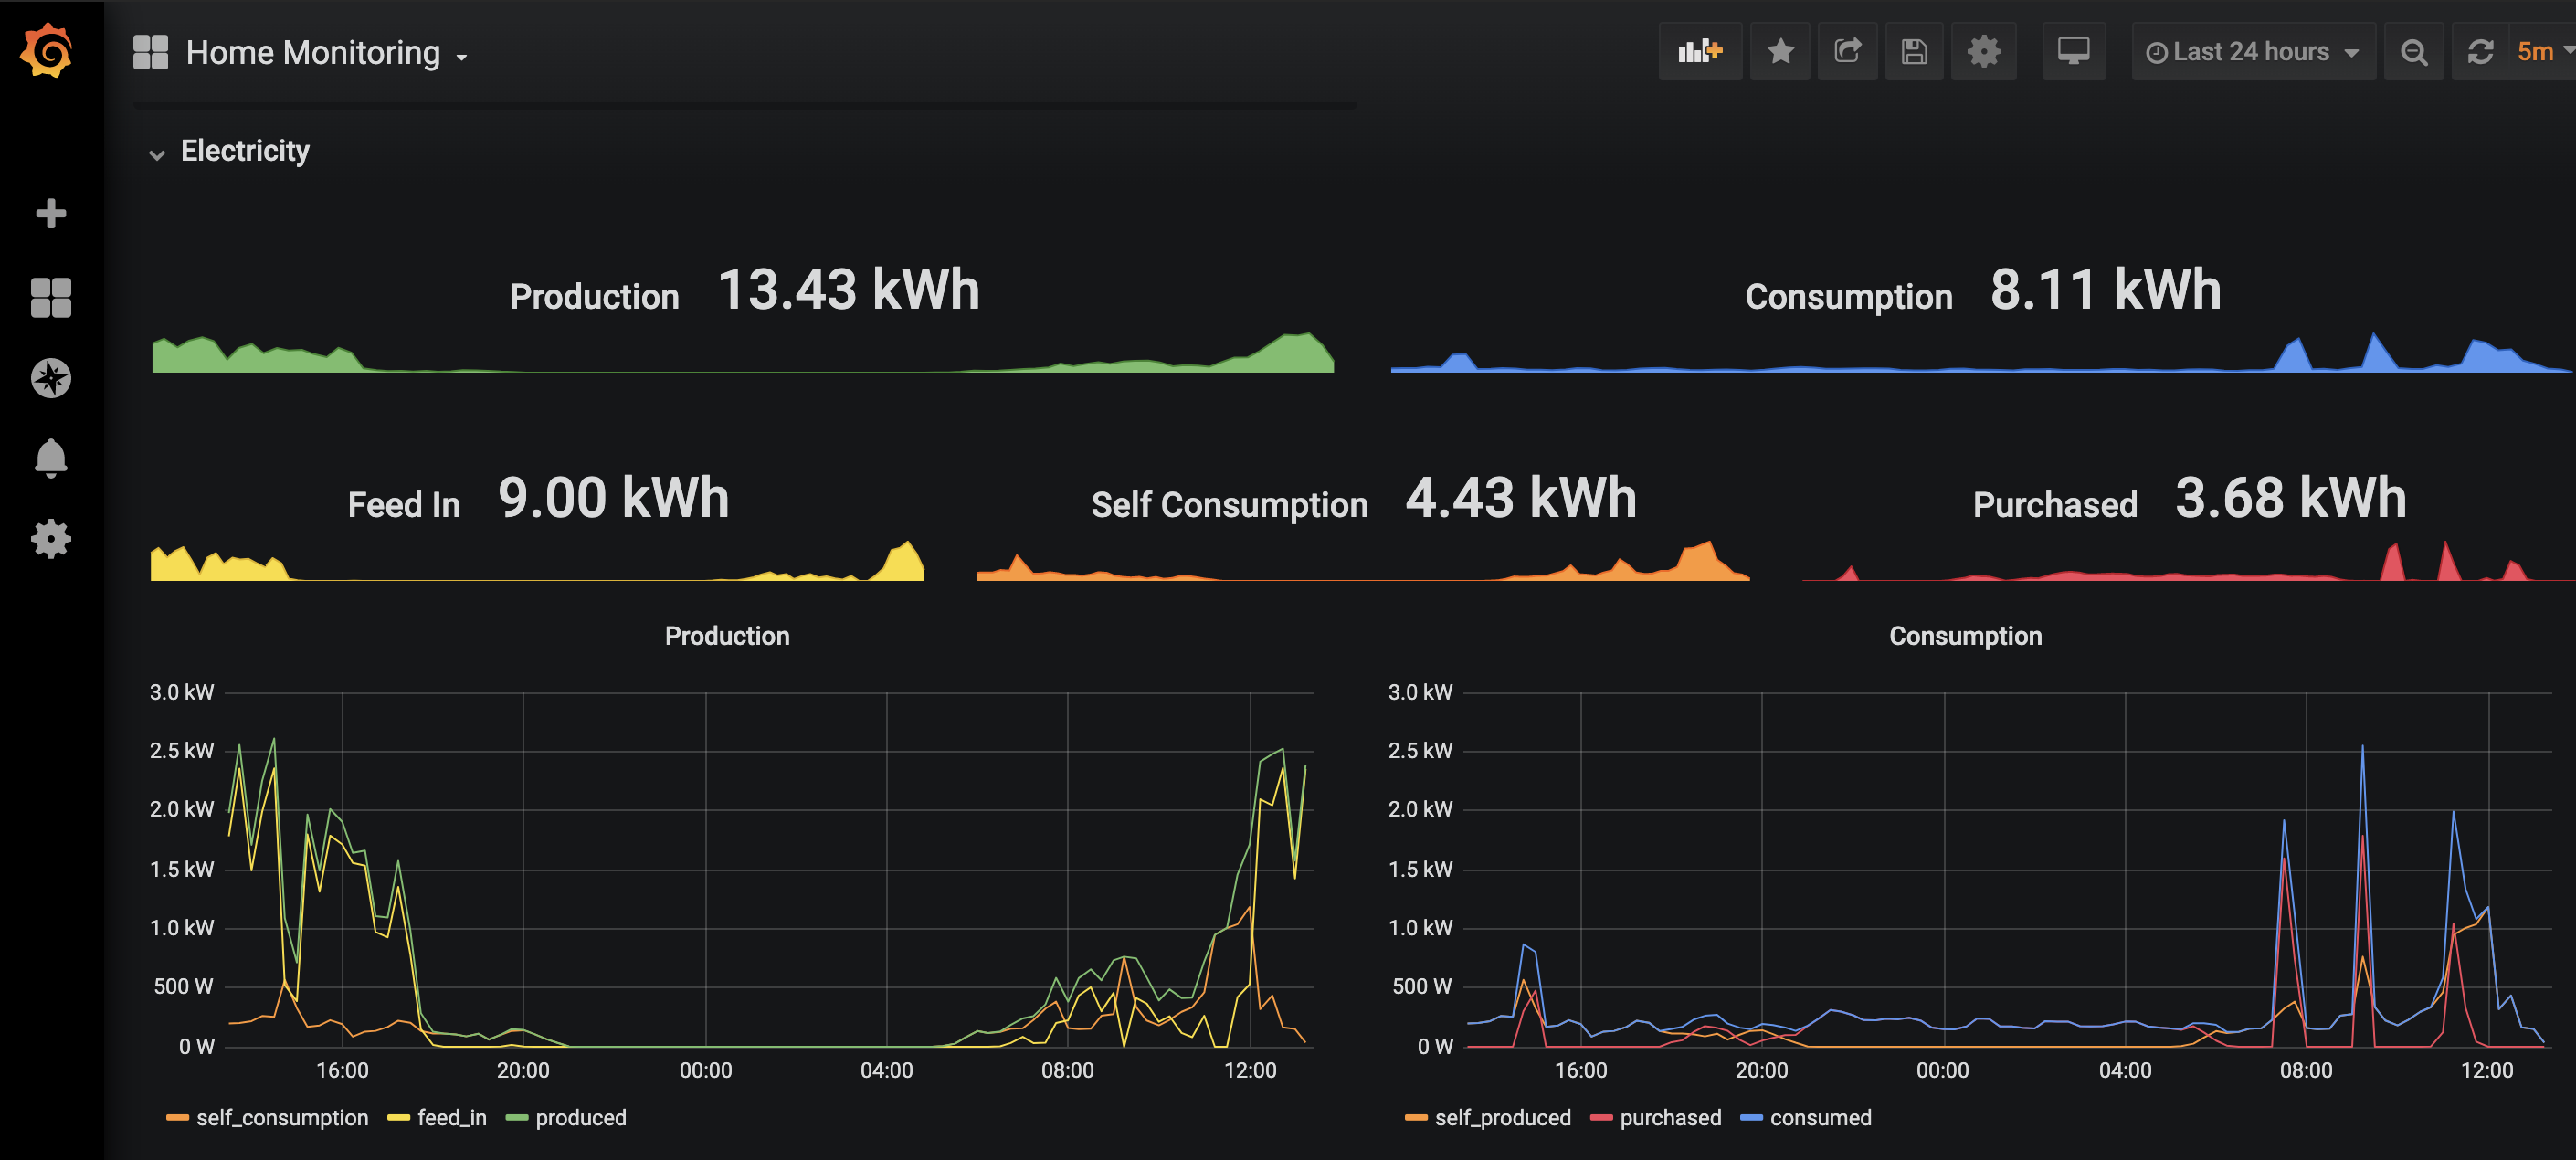 Home Monitoring
Last 24 hours
5m
Electricity
Production 13.43 kWh
Consumption 8.11 kWh
Feed In 9.00 kWh
Self Consumption 4.43 kWh
Purchased 3.68 kWh
Production
3.0 kW
2.5 kW
2.0 kW
1.5 kW
1.0 kW
500 W
0 W
16:00 20:00 00:00 04:00 08:00 12:00
self_consumption feed_in produced
Consumption
3.0 kW
2.5 kW
2.0 kW
1.5 kW
1.0 kW
500 W
0 W
16:00 20:00 00:00 04:00 08:00 12:00
self_produced purchased consumed